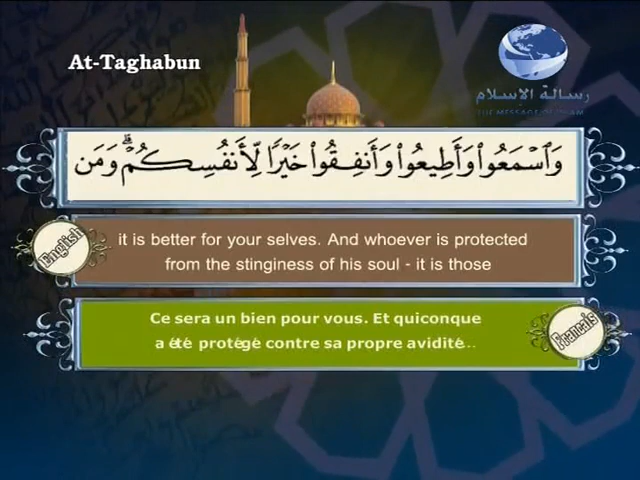 At-Taghabun
رسالة الإسلام
THE MESSAGE OF ISLAM
وَٱسْمَعُوا۟ وَأَطِيعُوا۟ وَأَنفِقُوا۟ خَيْرًا لِّأَنفُسِكُمْ ۗ وَمَن
English
it is better for your selves. And whoever is protected
from the stinginess of his soul - it is those
Ce sera un bien pour vous. Et quiconque
a été protégé contre sa propre avidité...
Francais